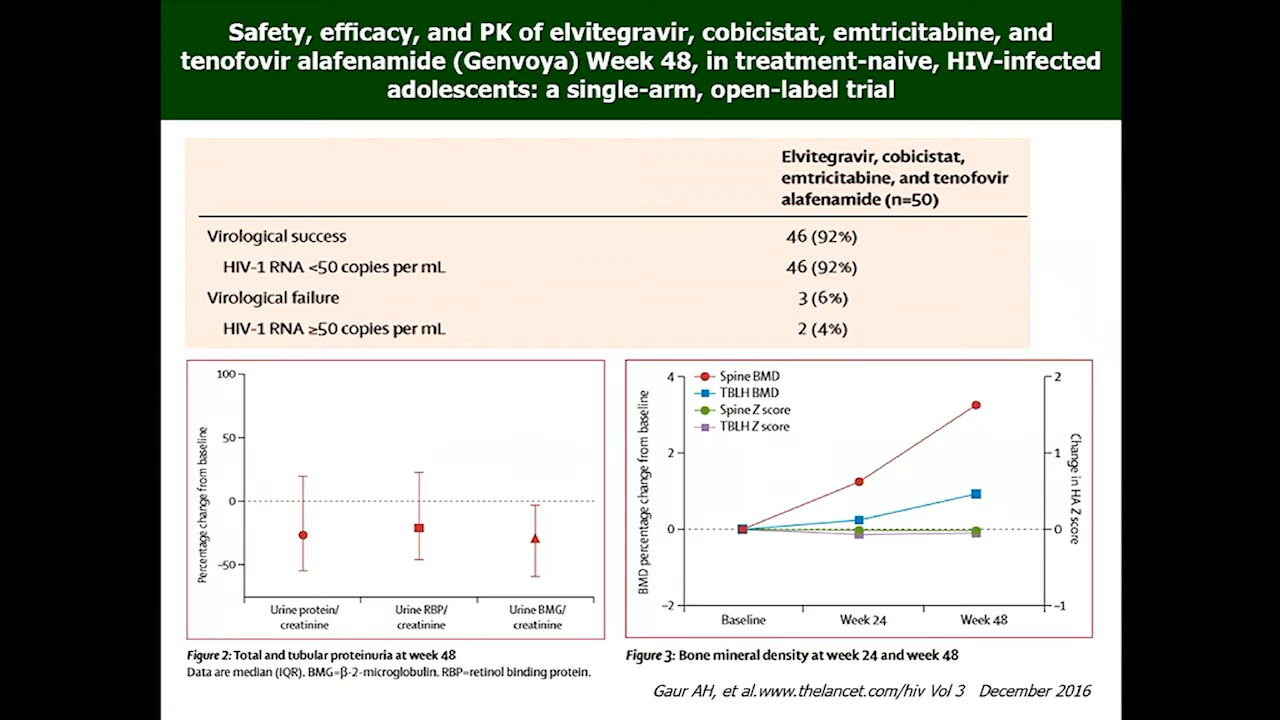 Safety, efficacy, and PK of elvitegravir, cobicistat, emtricitabine, and
tenofovir alafenamide (Genvoya) Week 48, in treatment-naive, HIV-infected
adolescents: a single-arm, open-label trial
Elvitegravir, cobicistat,
emtricitabine, and tenofovir
alafenamide (n=50)
Virological success 46 (92%)
HIV-1 RNA <50 copies per mL 46 (92%)
Virological failure 3 (6%)
HIV-1 RNA ≥50 copies per mL 2 (4%)
Percentage change from baseline
100
50
0
-50
Urine protein/
creatinine
Urine RBP/
creatinine
Urine BMG/
creatinine
Figure 2: Total and tubular proteinuria at week 48
Data are median (IQR). BMG=β-2-microglobulin. RBP=retinol binding protein.
BMD percentage change from baseline
4
2
0
-2
Spine BMD
TBLH BMD
Spine Z score
TBLH Z score
2
1
0
-1
Change in HA Z score
Baseline
Week 24
Week 48
Figure 3: Bone mineral density at week 24 and week 48
Gaur AH, et al.www.thelancet.com/hiv Vol 3 December 2016